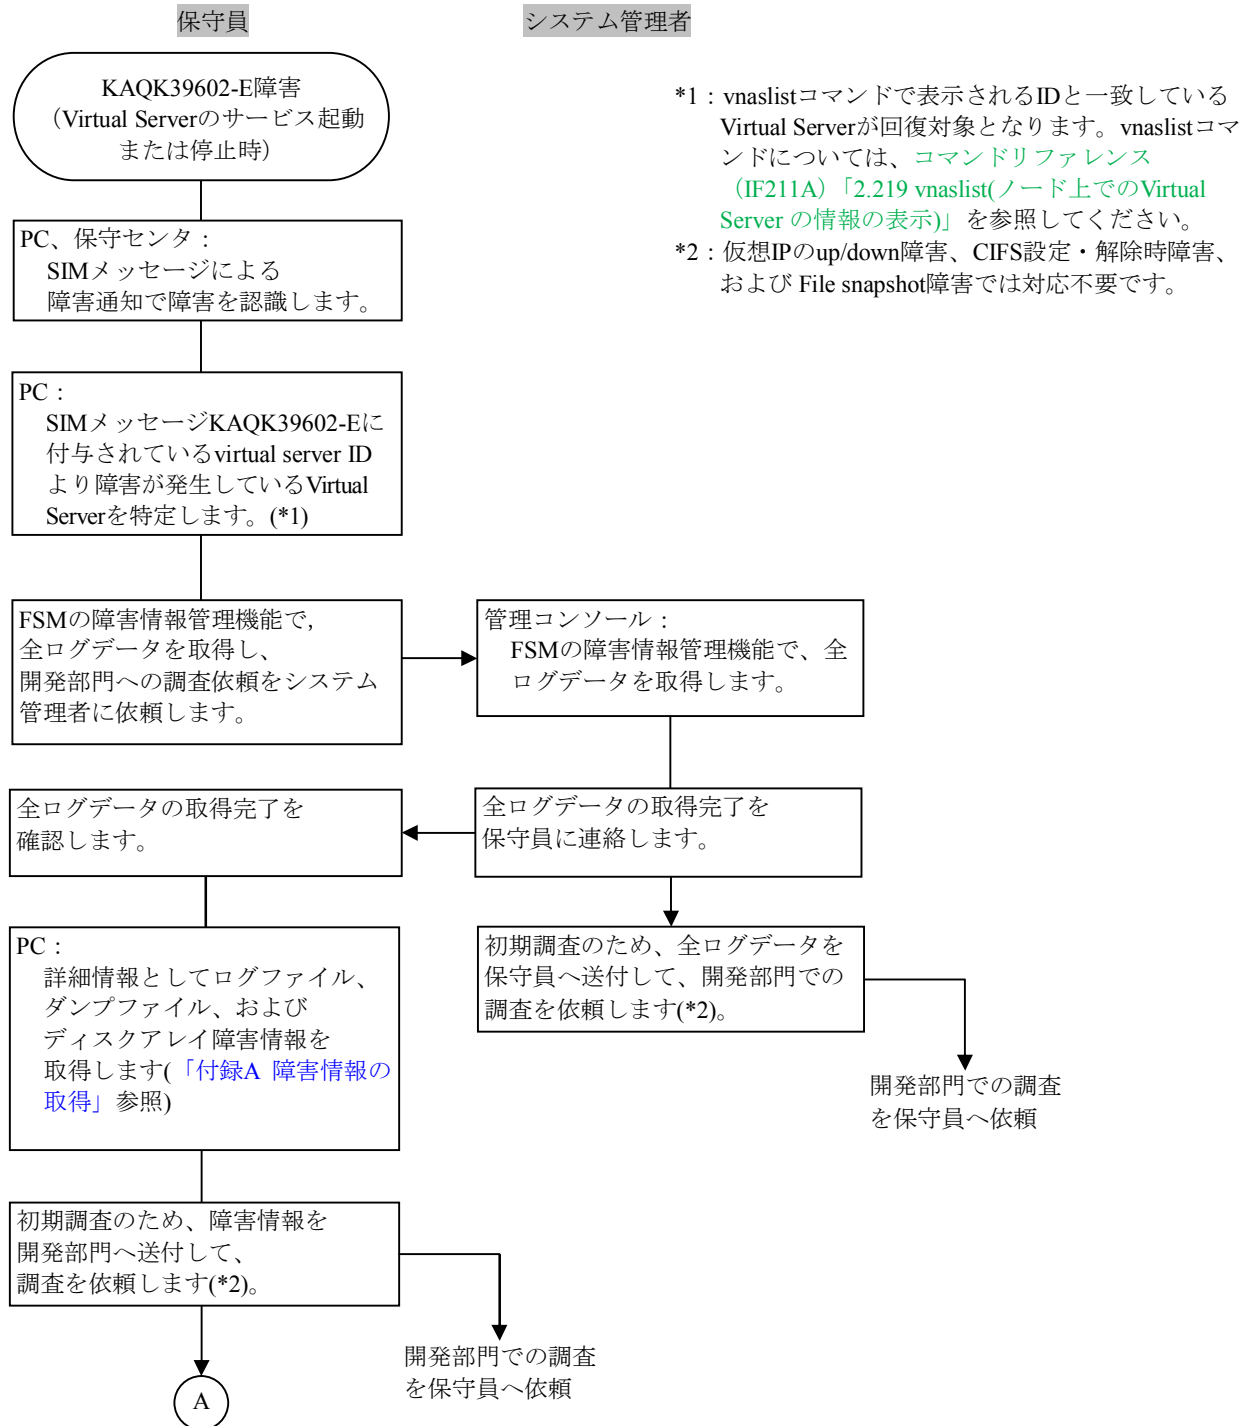 保守員
システム管理者
KAQK39602-E障害
（Virtual Serverのサービス起動
または停止時）
*1：vnaslistコマンドで表示されるIDと一致している
Virtual Serverが回復対象となります。vnaslistコマ
ンドについては、コマンドリファレンス
（IF211A）「2.219 vnaslist(ノード上でのVirtual
Server の情報の表示)」を参照してください。
*2：仮想IPのup/down障害、CIFS設定・解除時障害、
および File snapshot障害では対応不要です。
PC、保守センタ：
SIMメッセージによる
障害通知で障害を認識します。
PC：
SIMメッセージKAQK39602-Eに
付与されているvirtual server ID
より障害が発生しているVirtual
Serverを特定します。(*1)
FSMの障害情報管理機能で,
全ログデータを取得し、
開発部門への調査依頼をシステム
管理者に依頼します。
管理コンソール：
FSMの障害情報管理機能で、全
ログデータを取得します。
全ログデータの取得完了を
確認します。
全ログデータの取得完了を
保守員に連絡します。
PC：
詳細情報としてログファイル、
ダンプファイル、および
ディスクアレイ障害情報を
取得します(「付録A 障害情報の
取得」参照)
初期調査のため、全ログデータを
保守員へ送付して、開発部門での
調査を依頼します(*2)。
開発部門での調査
を保守員へ依頼
初期調査のため、障害情報を
開発部門へ送付して、
調査を依頼します(*2)。
開発部門での調査
を保守員へ依頼
A